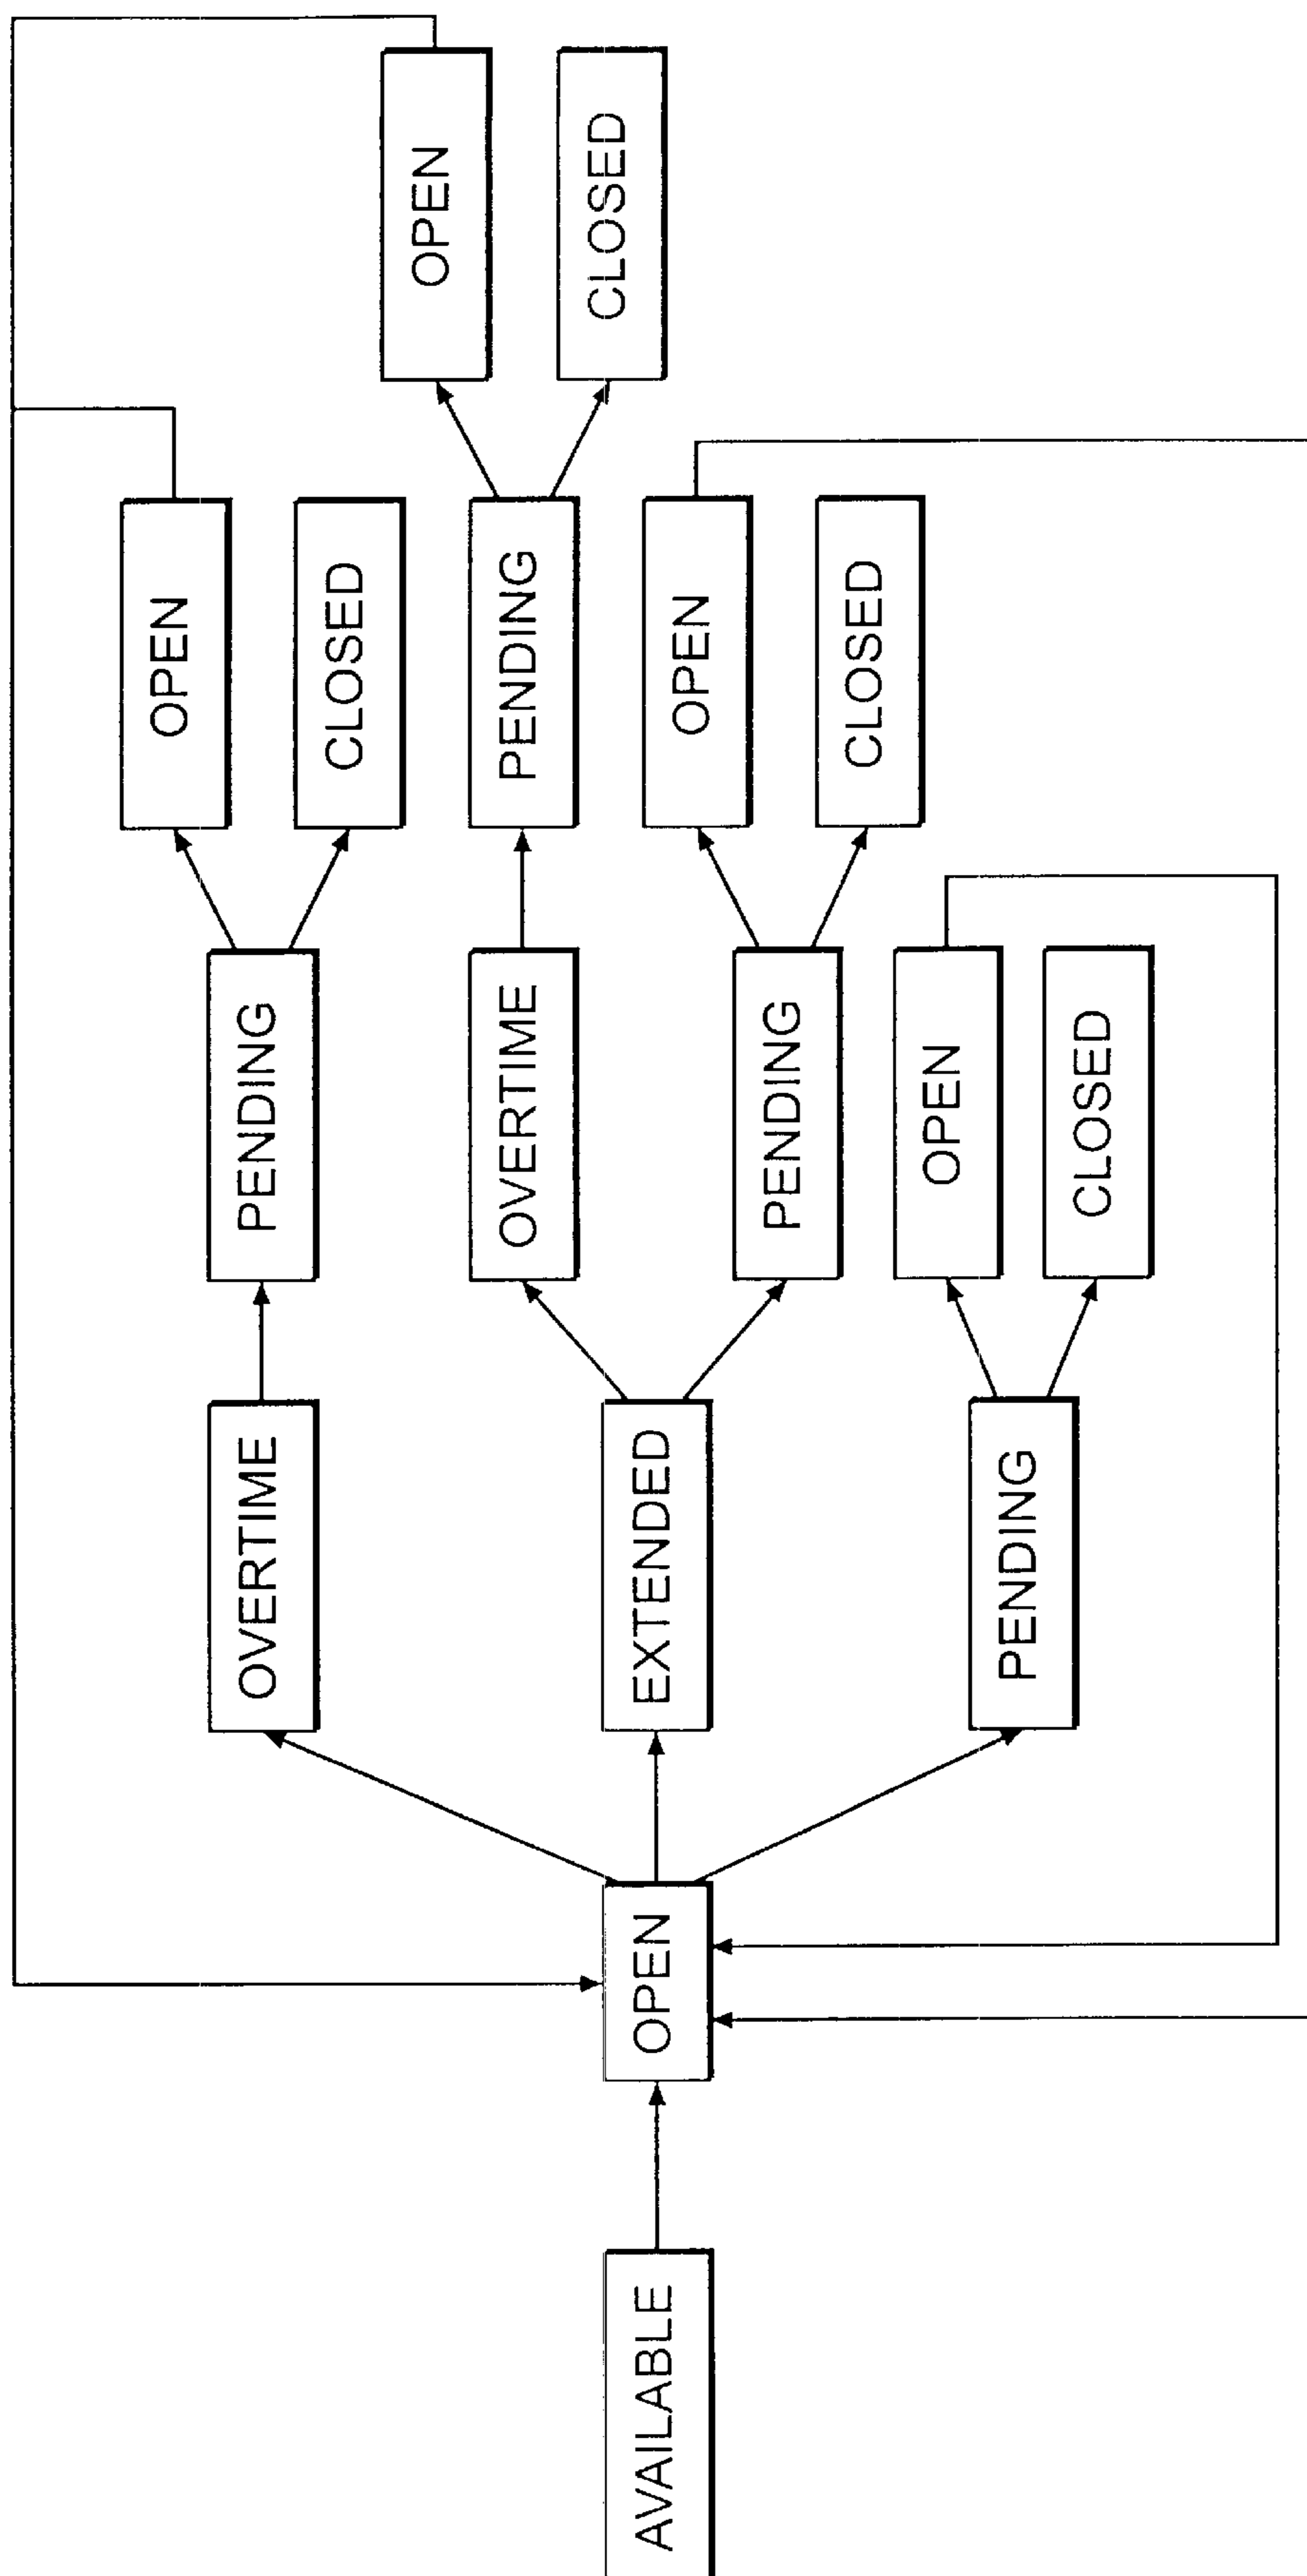 AVAILABLE
OPEN
OVERTIME
EXTENDED
PENDING
PENDING
OVERTIME
PENDING
OPEN
CLOSED
OPEN
CLOSED
PENDING
OPEN
CLOSED
OPEN
CLOSED